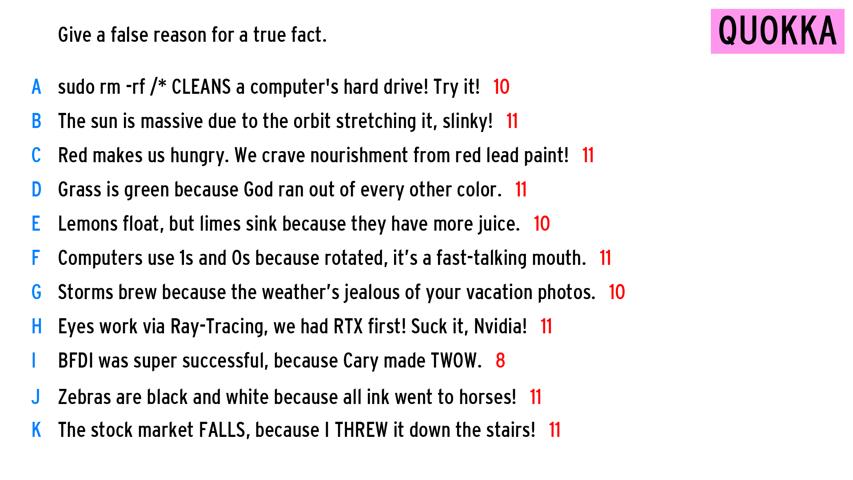 Give a false reason for a true fact.
QUOKKA
A sudo rm -rf /* CLEANS a computer's hard drive! Try it! 10
B The sun is massive due to the orbit stretching it, slinky! 11
C Red makes us hungry. We crave nourishment from red lead paint! 11
D Grass is green because God ran out of every other color. 11
E Lemons float, but limes sink because they have more juice. 10
F Computers use 1s and 0s because rotated, it’s a fast-talking mouth. 11
G Storms brew because the weather’s jealous of your vacation photos. 10
H Eyes work via Ray-Tracing, we had RTX first! Suck it, Nvidia! 11
I BFDI was super successful, because Cary made TWOW. 8
J Zebras are black and white because all ink went to horses! 11
K The stock market FALLS, because I THREW it down the stairs! 11